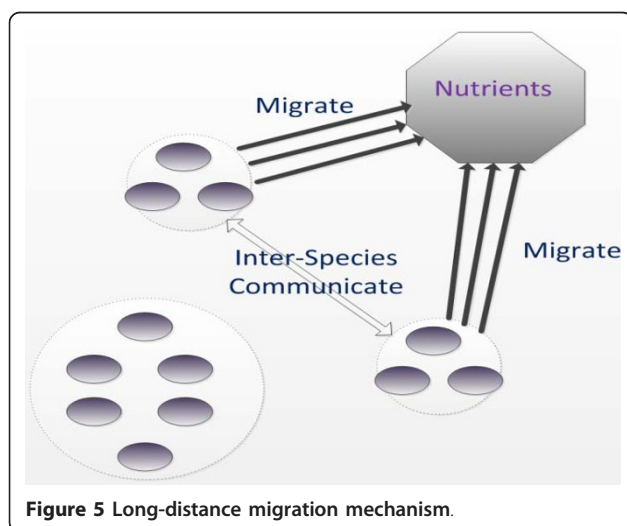 Nutrients
Migrate
Inter-Species
Communicate
Migrate
Figure 5 Long-distance migration mechanism.